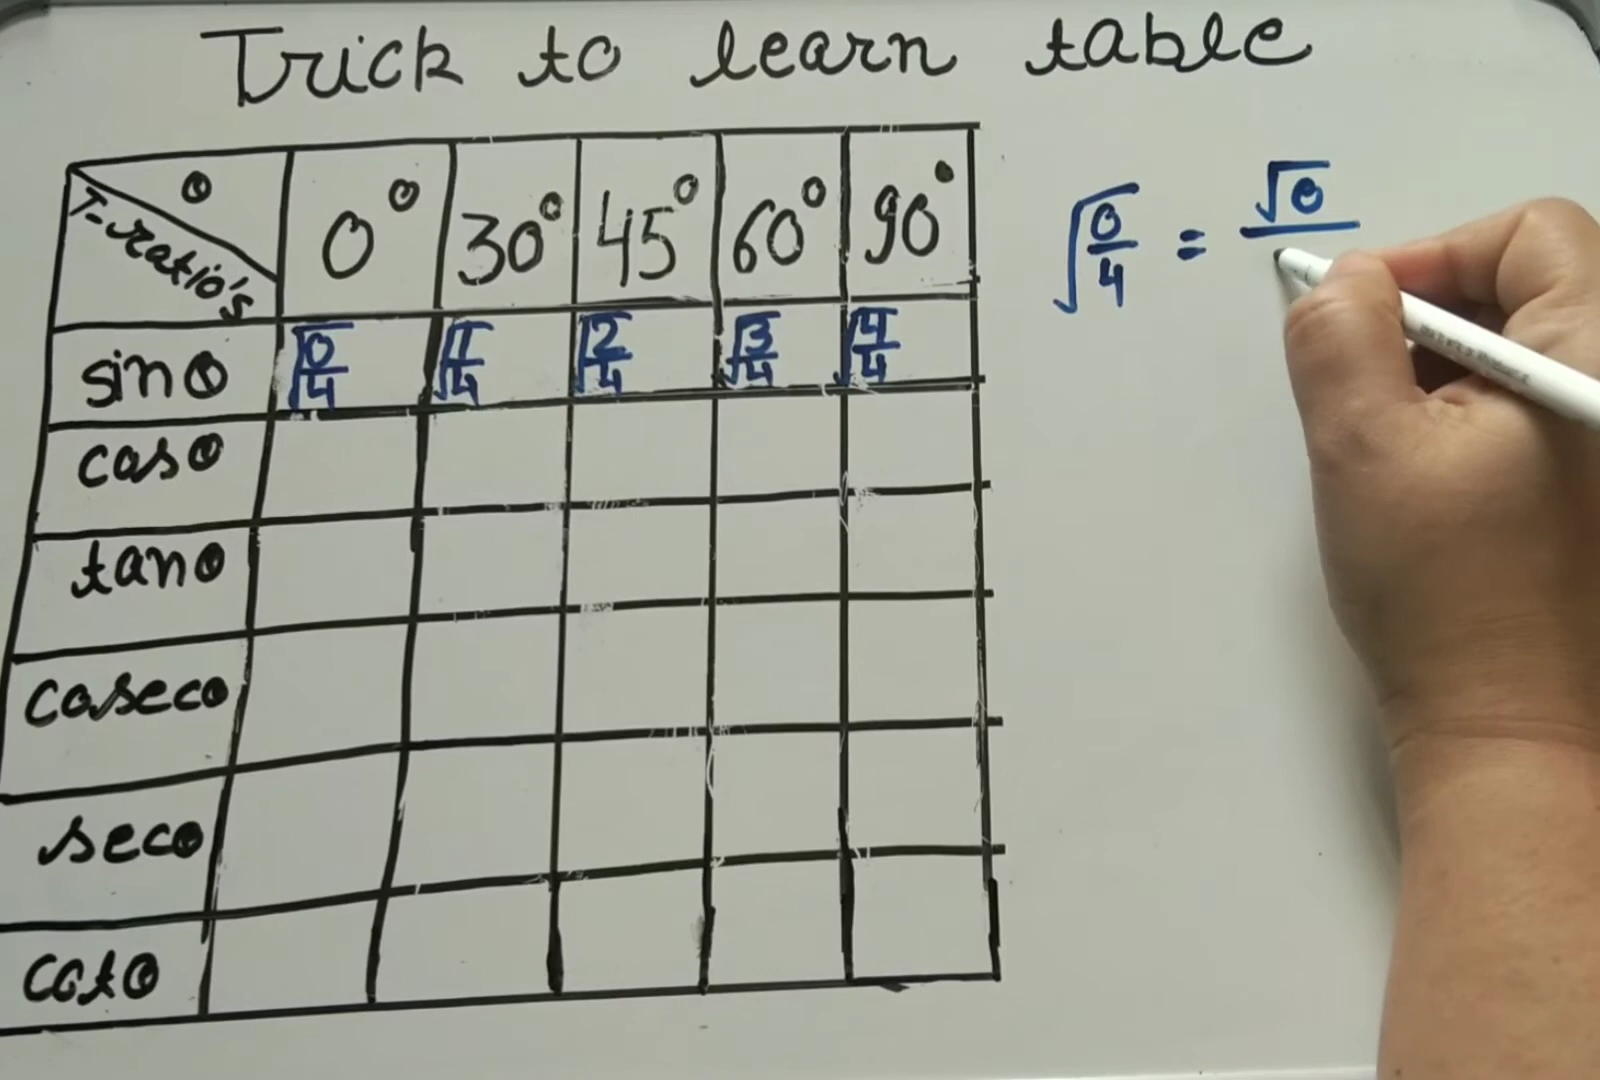 Trick to learn table
θ 0° 30° 45° 60° 90°
T-ratio's
sinθ √0/4 √1/4 √2/4 √3/4 √4/4
√0/4 = √0
cosθ
tanθ
cosecθ
secθ
cotθ